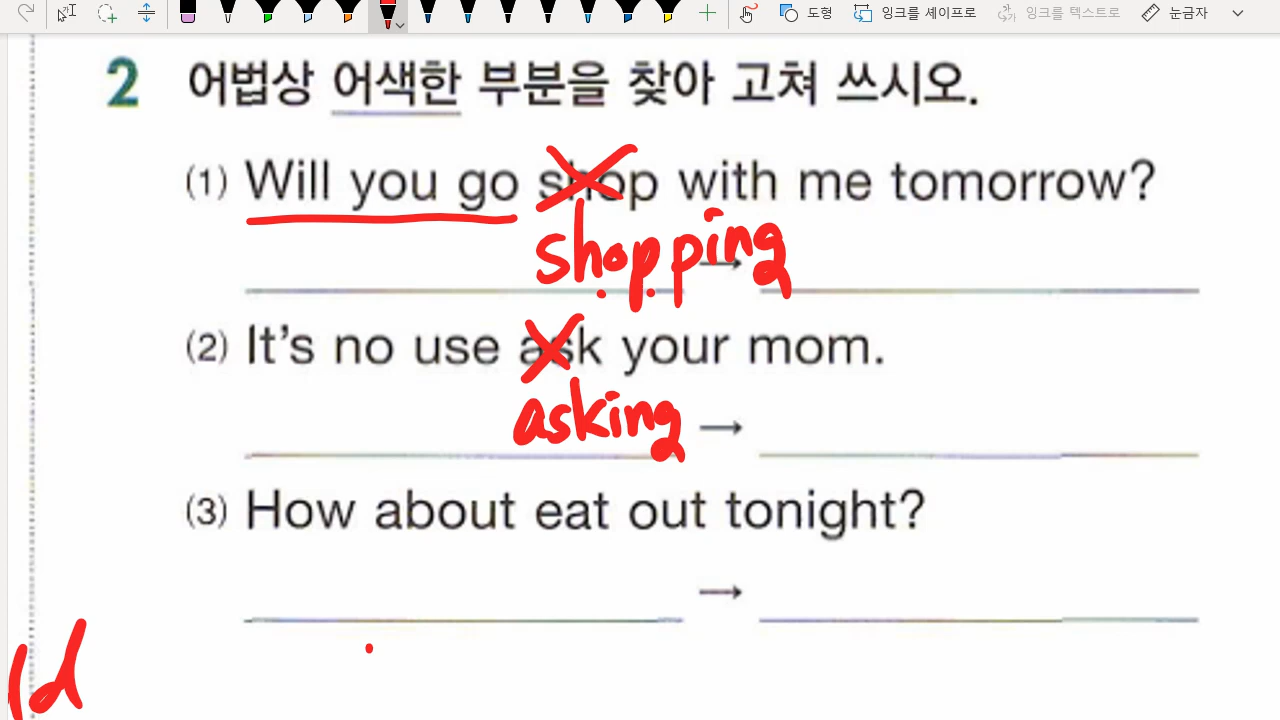 도형 잉크를 셰이프로 잉크를 텍스트로 눈금자
2 어법상 어색한 부분을 찾아 고쳐 쓰시오.
(1) Will you go shop with me tomorrow?
shopping →
(2) It's no use ask your mom.
asking →
(3) How about eat out tonight?
→